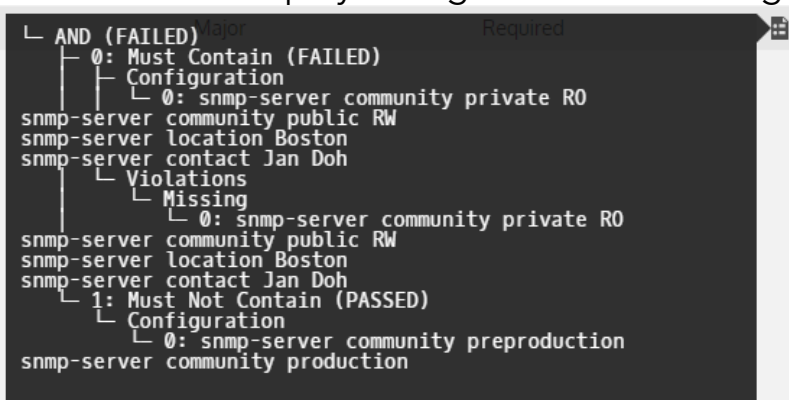 Major Required
└─ AND (FAILED)
├─ 0: Must Contain (FAILED)
│ ├─ Configuration
│ │ └─ 0: snmp-server community private RO
snmp-server community public RW
snmp-server location Boston
snmp-server contact Jan Doh
│ └─ Violations
│ └─ Missing
│ └─ 0: snmp-server community private RO
snmp-server community public RW
snmp-server location Boston
snmp-server contact Jan Doh
└─ 1: Must Not Contain (PASSED)
└─ Configuration
└─ 0: snmp-server community preproduction
snmp-server community production